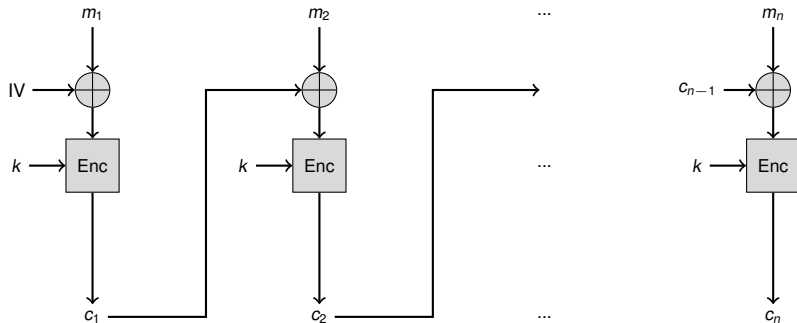 m₁ m₂ ... mₙ
IV cₙ₋₁
k Enc k Enc ... k Enc
c₁ c₂ ... cₙ